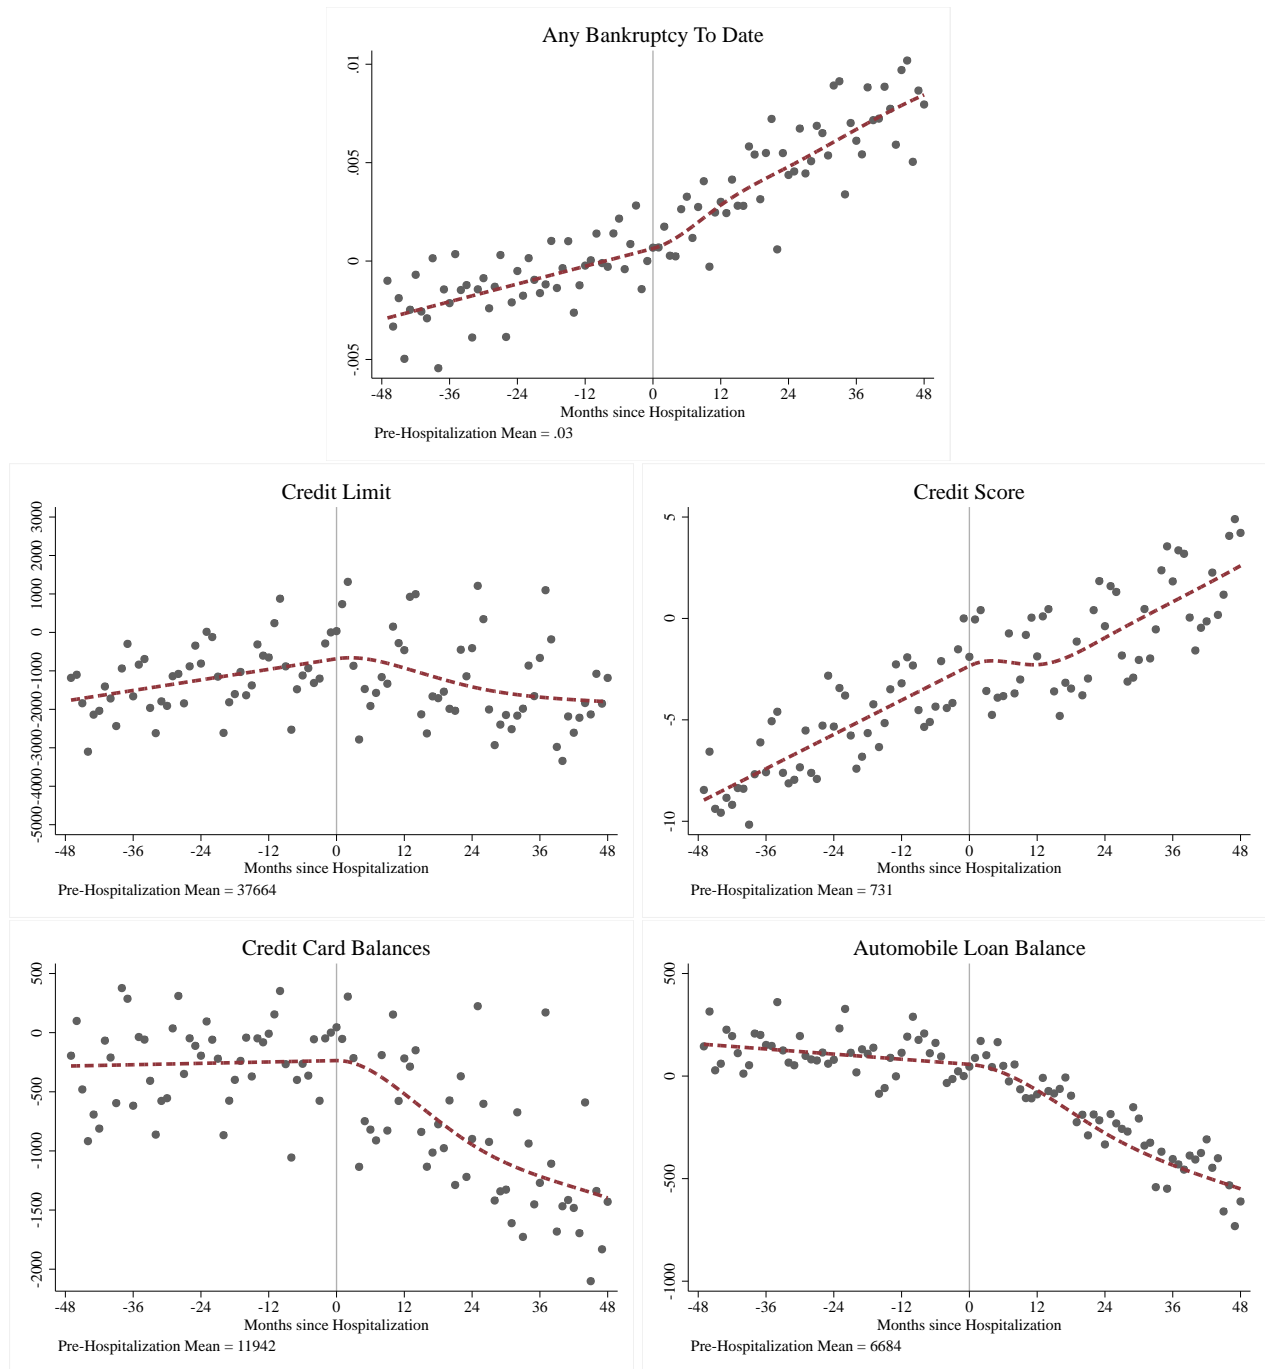 Any Bankruptcy To Date
.01
.005
0
-.005
-48 -36 -24 -12 0 12 24 36 48
Months since Hospitalization
Pre-Hospitalization Mean = .03
Credit Limit
3000
2000
1000
0
-1000
-2000
-3000
-4000
-5000
-48 -36 -24 -12 0 12 24 36 48
Months since Hospitalization
Pre-Hospitalization Mean = 37664
Credit Score
5
0
-5
-10
-48 -36 -24 -12 0 12 24 36 48
Months since Hospitalization
Pre-Hospitalization Mean = 731
Credit Card Balances
500
0
-500
-1000
-1500
-2000
-48 -36 -24 -12 0 12 24 36 48
Months since Hospitalization
Pre-Hospitalization Mean = 11942
Automobile Loan Balance
500
0
-500
-1000
-48 -36 -24 -12 0 12 24 36 48
Months since Hospitalization
Pre-Hospitalization Mean = 6684